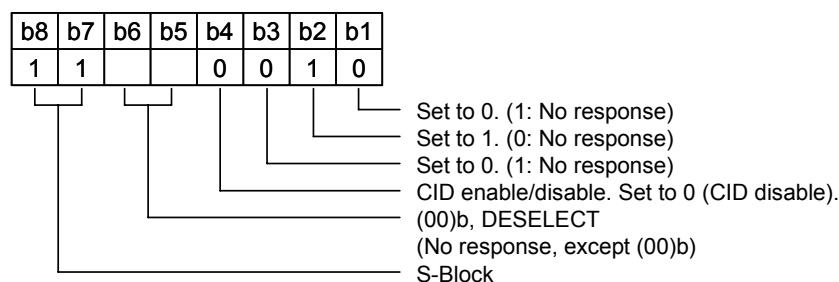 b8 b7 b6 b5 b4 b3 b2 b1
1 1 0 0 1 0
Set to 0. (1: No response)
Set to 1. (0: No response)
Set to 0. (1: No response)
CID enable/disable. Set to 0 (CID disable).
(00)b, DESELECT
(No response, except (00)b)
S-Block